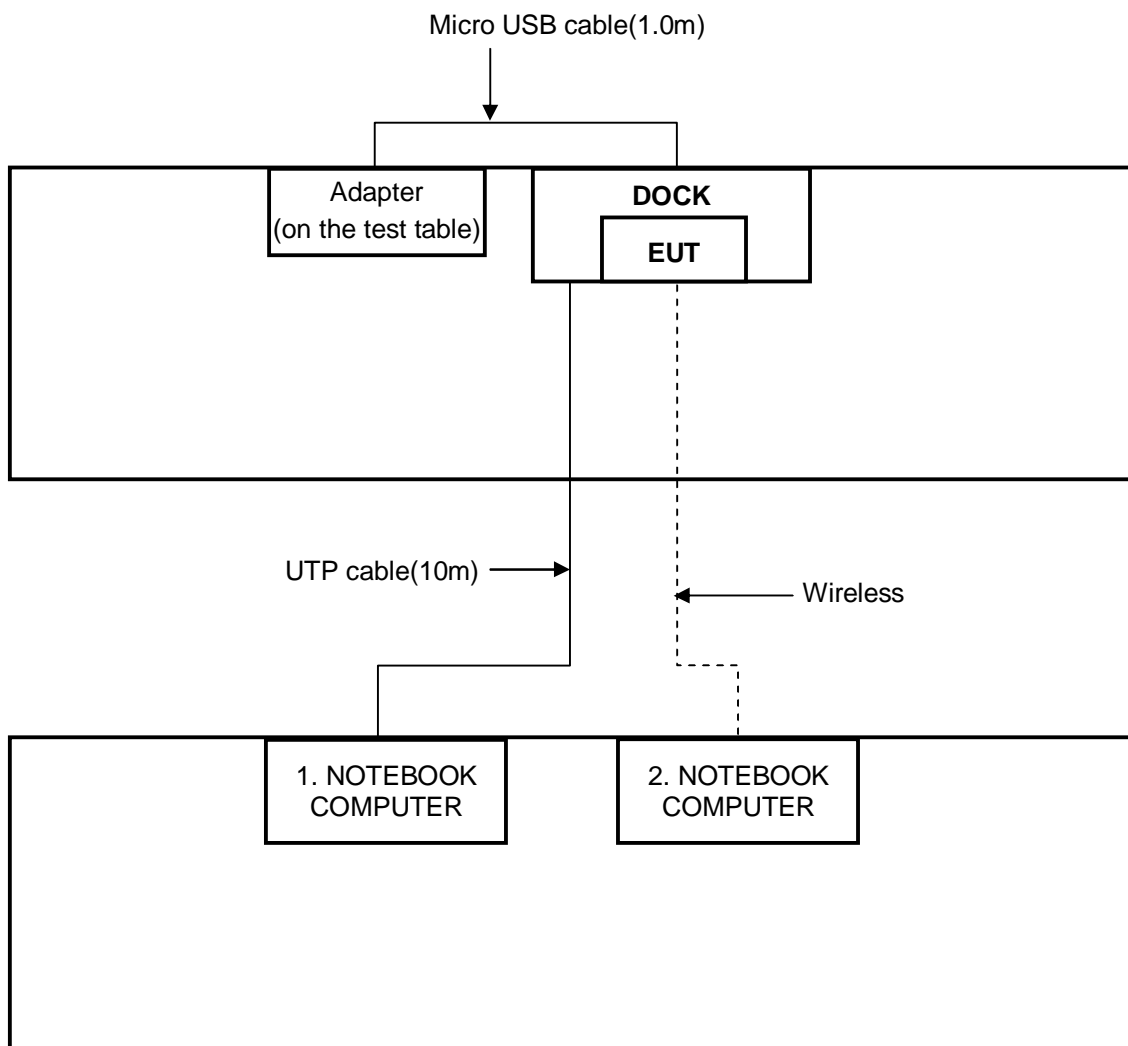 Micro USB cable(1.0m)
Adapter
(on the test table)
DOCK
EUT
UTP cable(10m)
Wireless
1. NOTEBOOK
COMPUTER
2. NOTEBOOK
COMPUTER